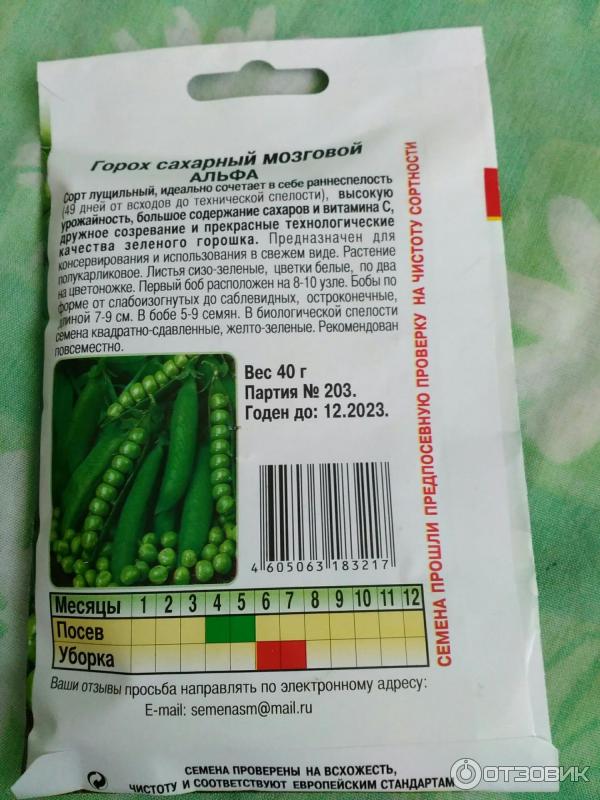 Горох сахарный мозговой
АЛЬФА
Сорт лущильный, идеально сочетает в себе раннеспелость
(49 дней от всходов до технической спелости), высокую
урожайность, большое содержание сахаров и витамина С,
дружное созревание и прекрасные технологические
качества зеленого горошка. Предназначен для
консервирования и использования в свежем виде. Растение
полукарликовое. Листья сизо-зеленые, цветки белые, по два
на цветоножке. Первый боб расположен на 8-10 узле. Бобы по
форме от слабоизогнутых до саблевидных, остроконечные,
длиной 7-9 см. В бобе 5-9 семян. В биологической спелости
семена квадратно-сдавленные, желто-зеленые. Рекомендован
повсеместно.
Вес 40 г
Партия № 203.
Годен до: 12.2023.
4 605063 183217
Месяцы 1 2 3 4 5 6 7 8 9 10 11 12
Посев
Уборка
Ваши отзывы просьба направлять по электронному адресу:
E-mail: semenasm@mail.ru
СЕМЕНА ПРОВЕРЕНЫ НА ВСХОЖЕСТЬ,
ЧИСТОТУ И СООТВЕТСТВУЮТ ЕВРОПЕЙСКИМ СТАНДАРТАМ
СЕМЕНА ПРОШЛИ ПРЕДПОСЕВНУЮ ПРОВЕРКУ НА ЧИСТОТУ СОРТНОСТИ
ОТЗОВИК